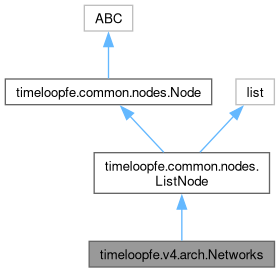 ABC
timeloopfe.common.nodes.Node
list
timeloopfe.common.nodes.
ListNode
timeloopfe.v4.arch.Networks